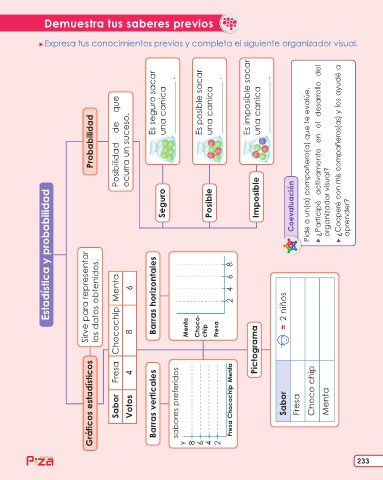 Demuestra tus saberes previos
Expresa tus conocimientos previos y completa el siguiente organizador visual.
Estadística y probabilidad
Gráficos estadísticos
Sirve para representar
los datos obtenidos.
Sabor Fresa Chocochip Menta
Votos 4 8 6
Barras verticales
sabores preferidos
Y
8
6
4
2
Fresa Chocochip Menta
Barras horizontales
Menta
Choco-
chip
Fresa
2 4 6 8
Pictograma
= 2 niños
Sabor
Fresa
Choco chip
Menta
Probabilidad
Posibilidad de que
ocurra un suceso.
Seguro
Es seguro sacar
una canica ________.
Posible
Es posible sacar
una canica ________.
Imposible
Es imposible sacar
una canica ________.
Coevaluación
Pide a un(a) compañero(a) que te evalúe.
¿Participé activamente en el desarrollo del
organizador visual?
¿Cooperé con mis compañeros(as) y los ayudé a
aprender?
233